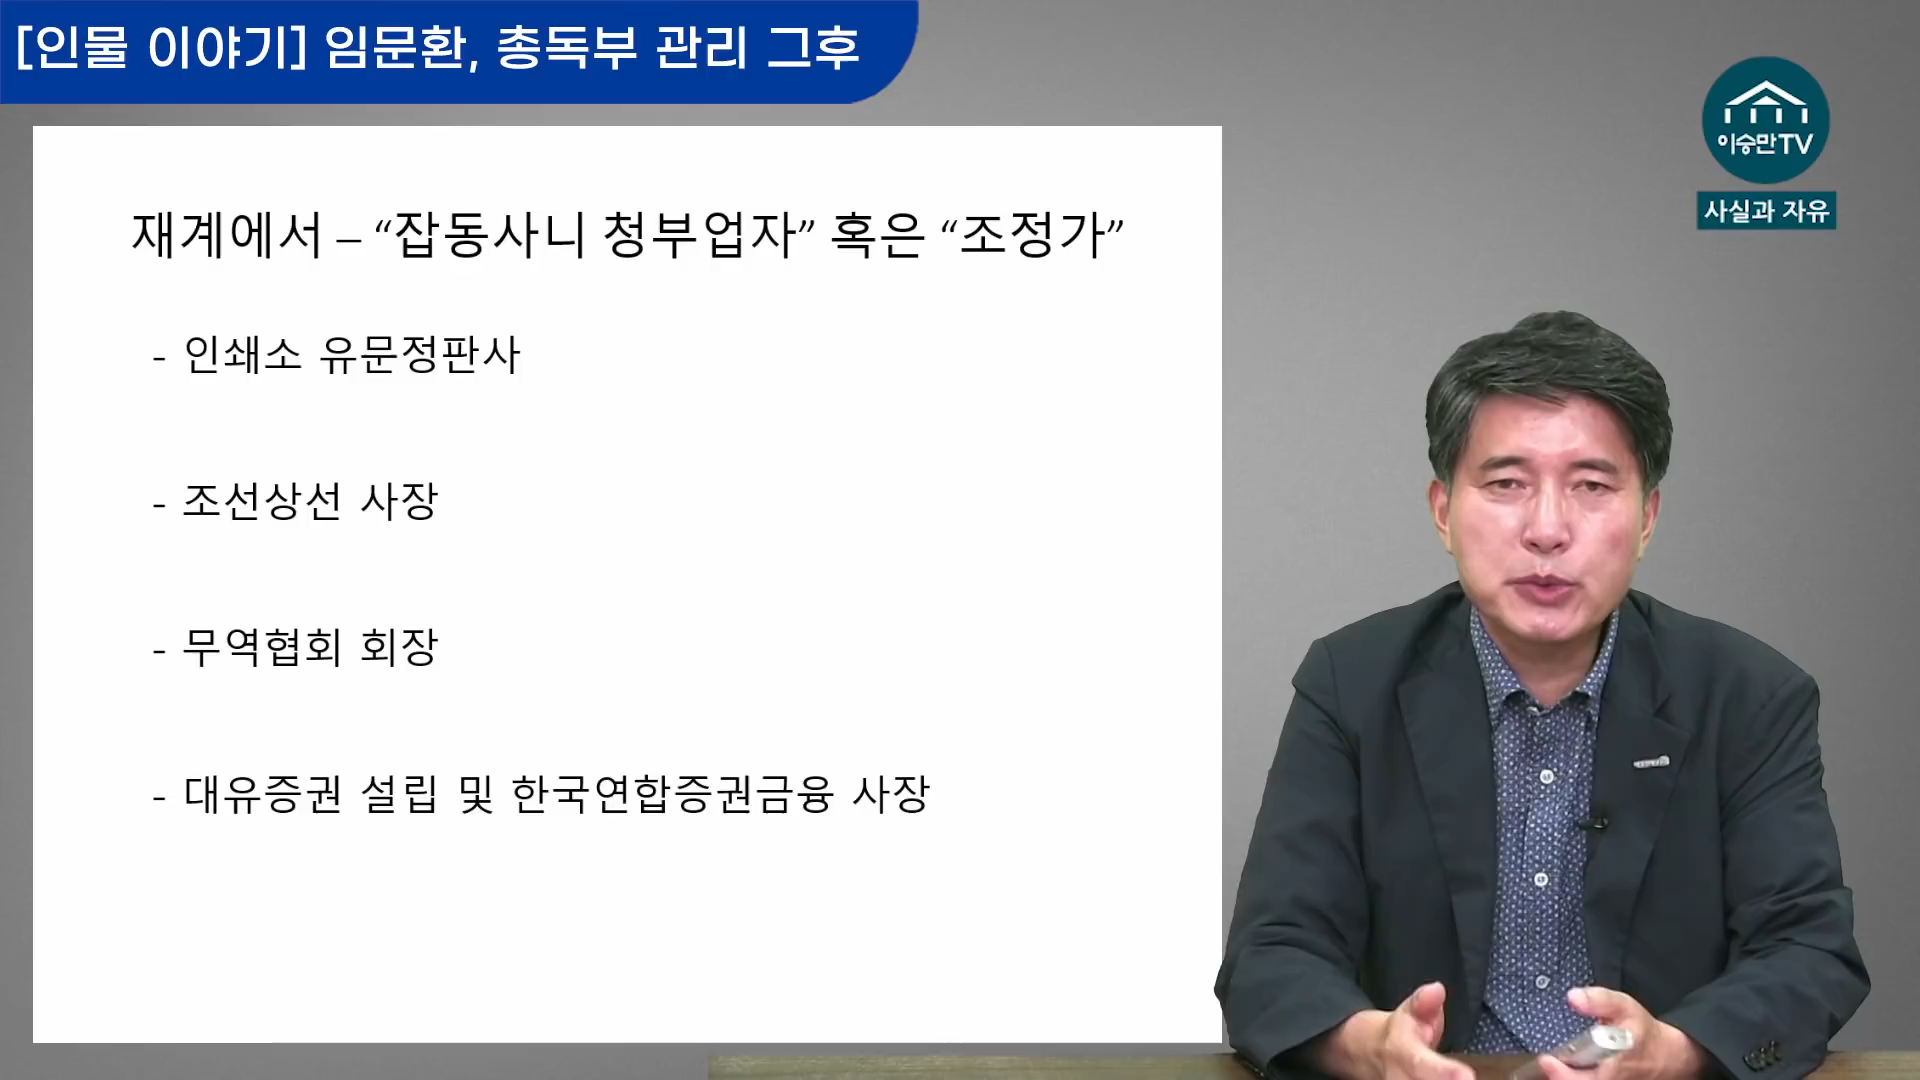 [인물 이야기] 임문환, 총독부 관리 그후
이승만TV
사실과 자유
재계에서 – “잡동사니 청부업자” 혹은 “조정가”
- 인쇄소 유문정판사
- 조선상선 사장
- 무역협회 회장
- 대유증권 설립 및 한국연합증권금융 사장